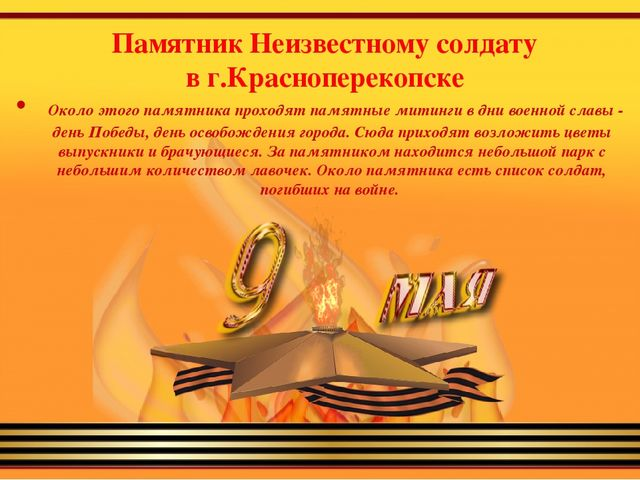 Памятник Неизвестному солдату
в г.Красноперекопске
• Около этого памятника проходят памятные митинги в дни военной славы -
день Победы, день освобождения города. Сюда приходят возложить цветы
выпускники и брачующиеся. За памятником находится небольшой парк с
небольшим количеством лавочек. Около памятника есть список солдат,
погибших на войне.
9 МАЯ